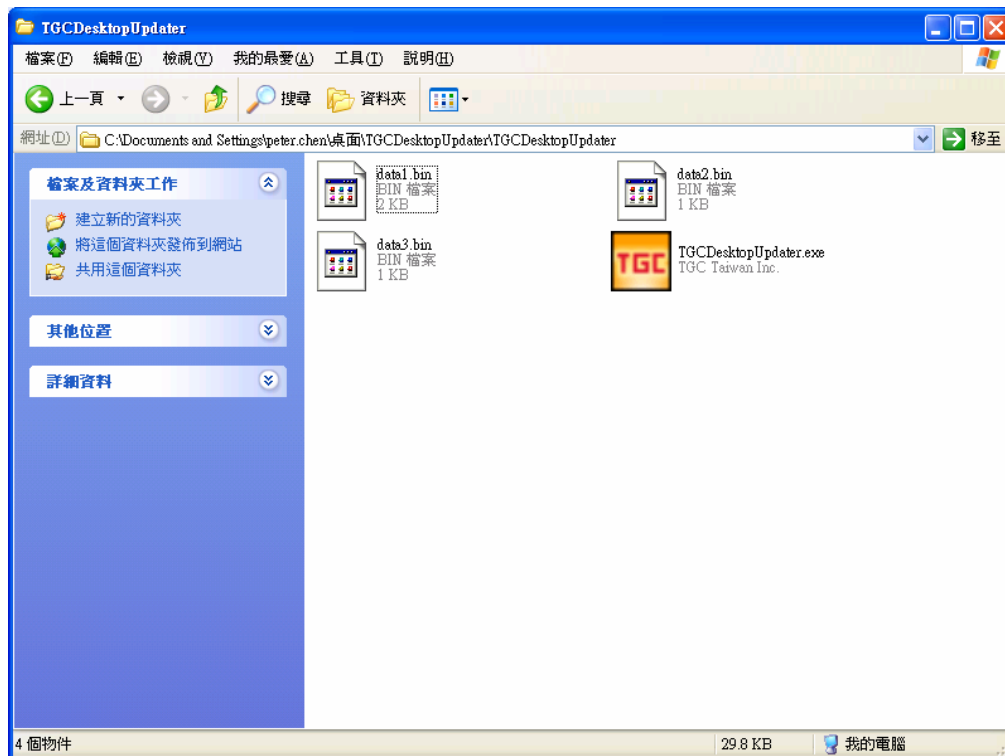 TGCDesktopUpdater
檔案(F) 編輯(E) 檢視(V) 我的最愛(A) 工具(T) 說明(H)
上一頁 搜尋 資料夾
網址(D) C:\Documents and Settings\peter.chen\桌面\TGCDesktopUpdater\TGCDesktopUpdater 移至
檔案及資料夾工作
建立新的資料夾
將這個資料夾發佈到網站
共用這個資料夾
其他位置
詳細資料
data1.bin
BIN 檔案
2 KB
data2.bin
BIN 檔案
1 KB
data3.bin
BIN 檔案
1 KB
TGC
TGCDesktopUpdater.exe
TGC Taiwan Inc.
4 個物件 29.8 KB 我的電腦